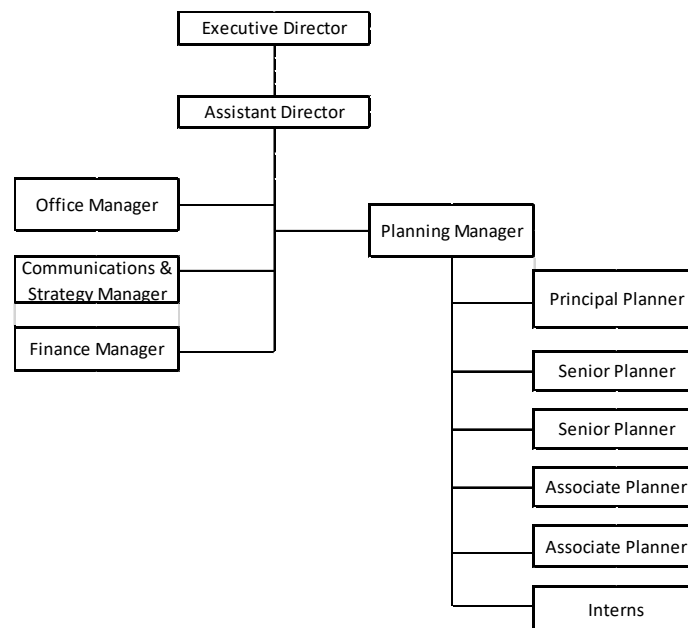 Executive Director
Assistant Director
Office Manager
Communications &
Strategy Manager
Finance Manager
Planning Manager
Principal Planner
Senior Planner
Senior Planner
Associate Planner
Associate Planner
Interns